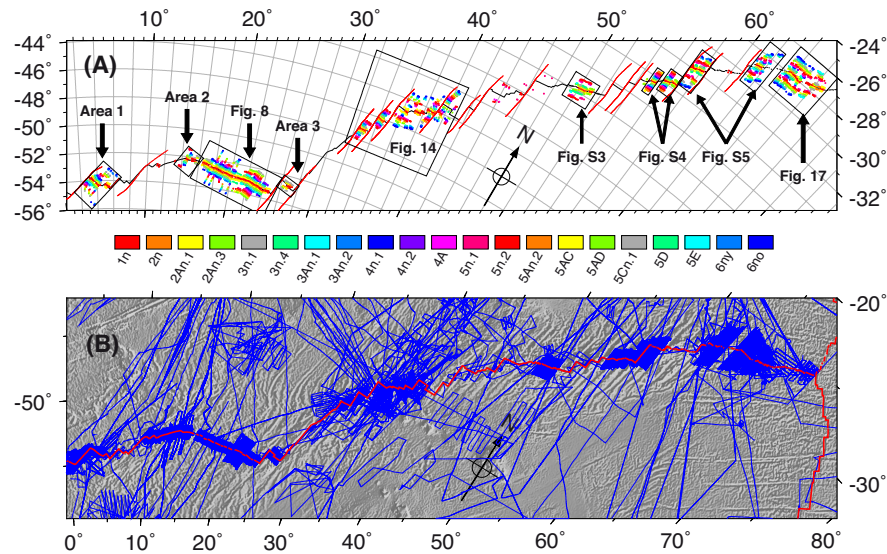 10° 20° 30° 40° 50° 60°
-44°
-46°
-48°
-50°
-52°
-54°
-56°
-24°
-26°
-28°
-30°
-32°
(A)
Area 1
Area 2
Fig. 8
Area 3
Fig. 14
N
Fig. S3
Fig. S4
Fig. S5
Fig. 17
1n
2n
2An.1
2An.3
3n.1
3n.4
3An.1
3An.2
4n.1
4n.2
4A
5n.1
5n.2
5An.2
5AC
5AD
5Cn.1
5D
5E
6ny
6no
(B)
-50°
-20°
-30°
N
0° 10° 20° 30° 40° 50° 60° 70° 80°